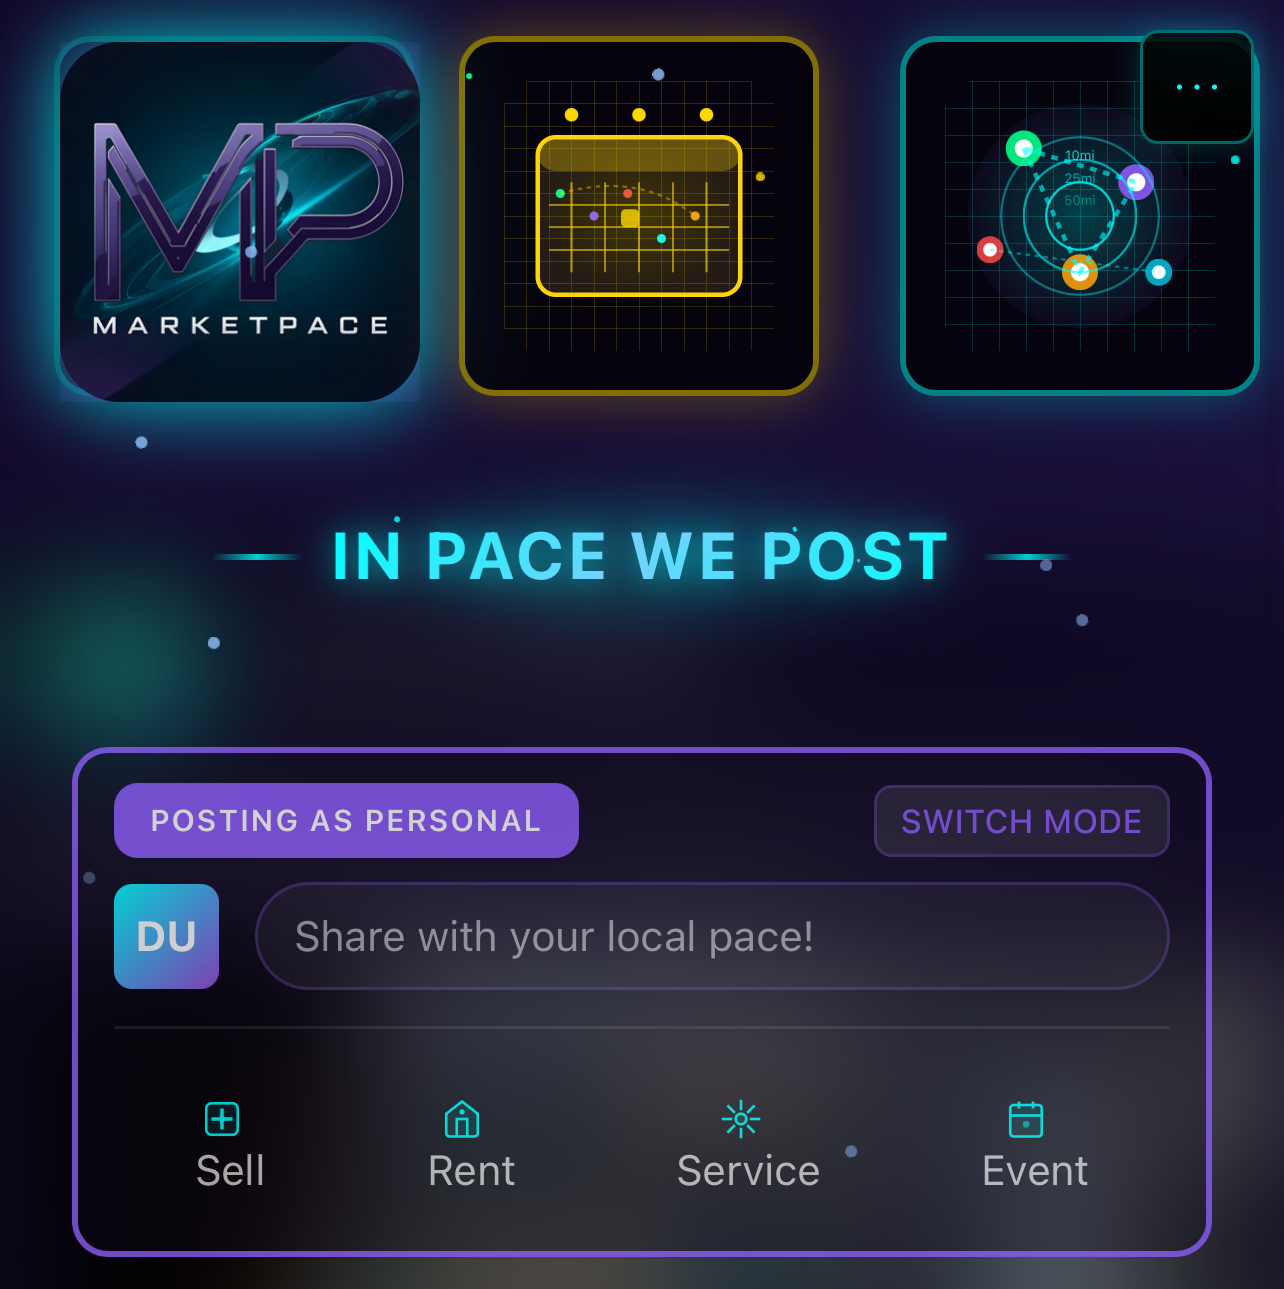 MP
MARKETPACE
...
10mi
25mi
50mi
IN PACE WE POST
POSTING AS PERSONAL
SWITCH MODE
DU
Share with your local pace!
Sell
Rent
Service
Event